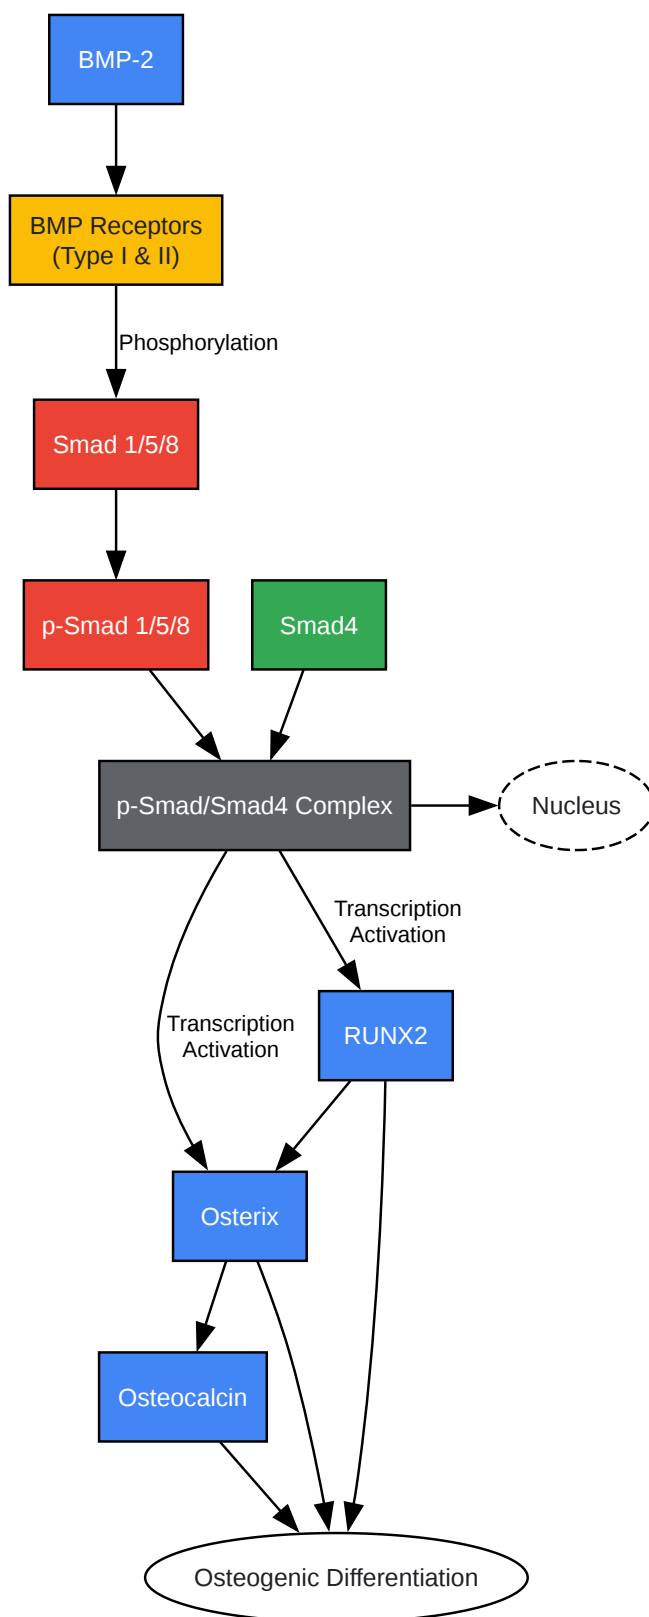 BMP-2
BMP Receptors
(Type I & II)
Phosphorylation
Smad 1/5/8
p-Smad 1/5/8
Smad4
p-Smad/Smad4 Complex
Nucleus
Transcription
Activation
Transcription
Activation
RUNX2
Osterix
Osteocalcin
Osteogenic Differentiation